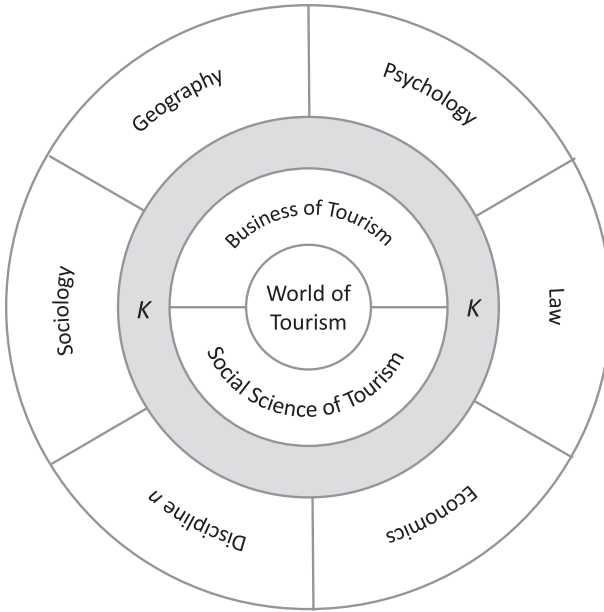 Geography
Psychology
Business of Tourism
Sociology
K
World of
Tourism
K
Law
Social Science of Tourism
Discipline n
Economics